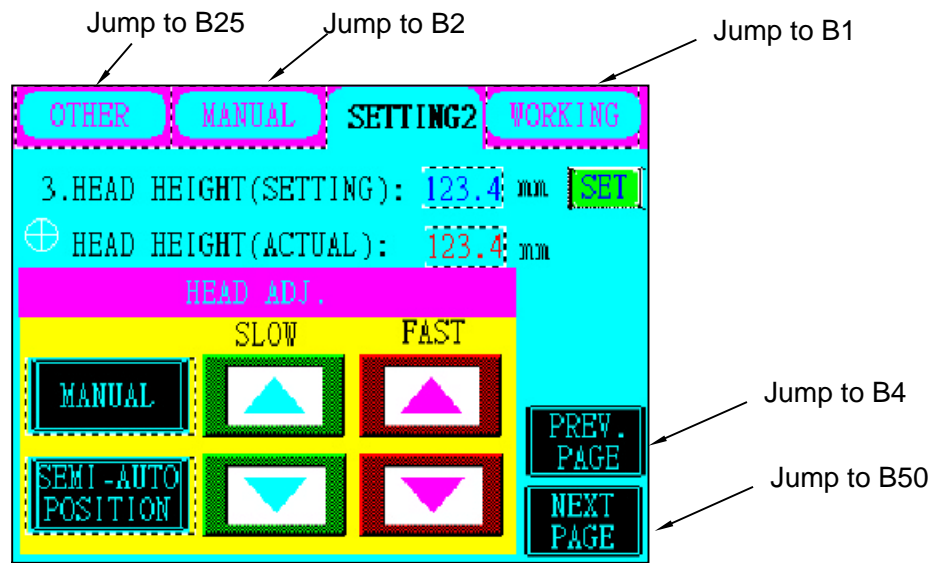 Jump to B25 Jump to B2 Jump to B1
OTHER MANUAL SETTING2 WORKING
3.HEAD HEIGHT(SETTING): 123.4 mm SET
HEAD HEIGHT(ACTUAL): 123.4 mm
HEAD ADJ.
SLOW FAST
MANUAL
Jump to B4
PREV.
PAGE
SEMI-AUTO
POSITION
Jump to B50
NEXT
PAGE